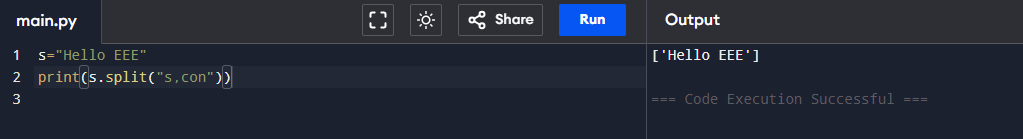 main.py Share Run Output
1 s="Hello EEE"
2 print(s.split("s,con"))
3
['Hello EEE']
=== Code Execution Successful ===